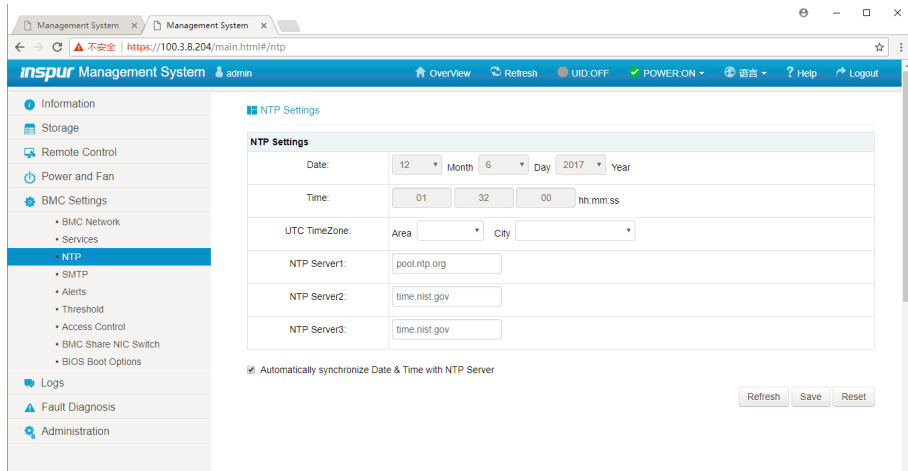 Management System
Management System
不安全 | https://100.3.8.204/main.html#/ntp
inspur Management System admin OverView Refresh UID:OFF POWER:ON 语言 Help Logout
Information
Storage
Remote Control
Power and Fan
BMC Settings
BMC Network
Services
NTP
SMTP
Alerts
Threshold
Access Control
BMC Share NIC Switch
BIOS Boot Options
Logs
Fault Diagnosis
Administration
NTP Settings
NTP Settings
Date: 12 Month 6 Day 2017 Year
Time: 01 32 00 hh:mm:ss
UTC TimeZone: Area City
NTP Server1: pool.ntp.org
NTP Server2: time.nist.gov
NTP Server3: time.nist.gov
Automatically synchronize Date & Time with NTP Server
Refresh Save Reset